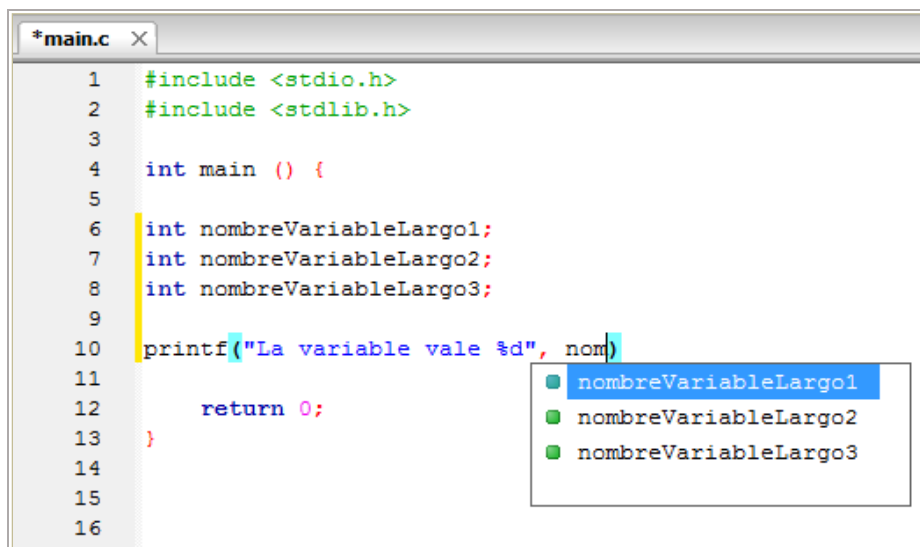 *main.c
1 #include <stdio.h>
2 #include <stdlib.h>
3
4 int main () {
5
6 int nombreVariableLargo1;
7 int nombreVariableLargo2;
8 int nombreVariableLargo3;
9
10 printf("La variable vale %d", nom)
11
nombreVariableLargo1
12 return 0;
nombreVariableLargo2
13 }
nombreVariableLargo3
14
15
16